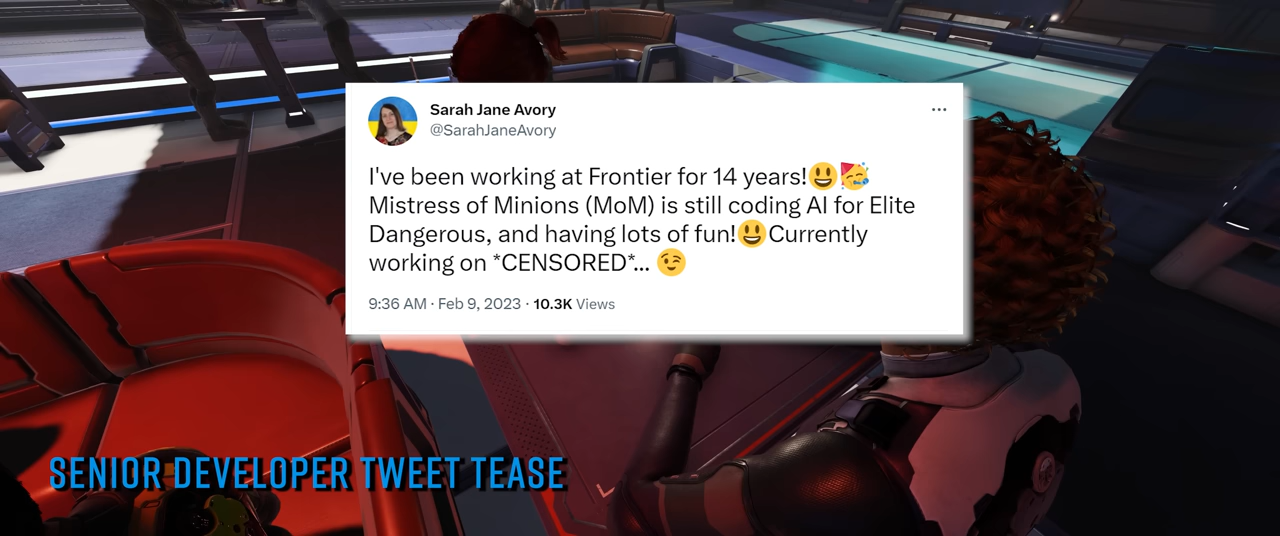 Sarah Jane Avory
@SarahJaneAvory
I've been working at Frontier for 14 years!😃🥳
Mistress of Minions (MoM) is still coding AI for Elite
Dangerous, and having lots of fun!😃Currently
working on *CENSORED*... 😉
9:36 AM · Feb 9, 2023 · 10.3K Views
SENIOR DEVELOPER TWEET TEASE